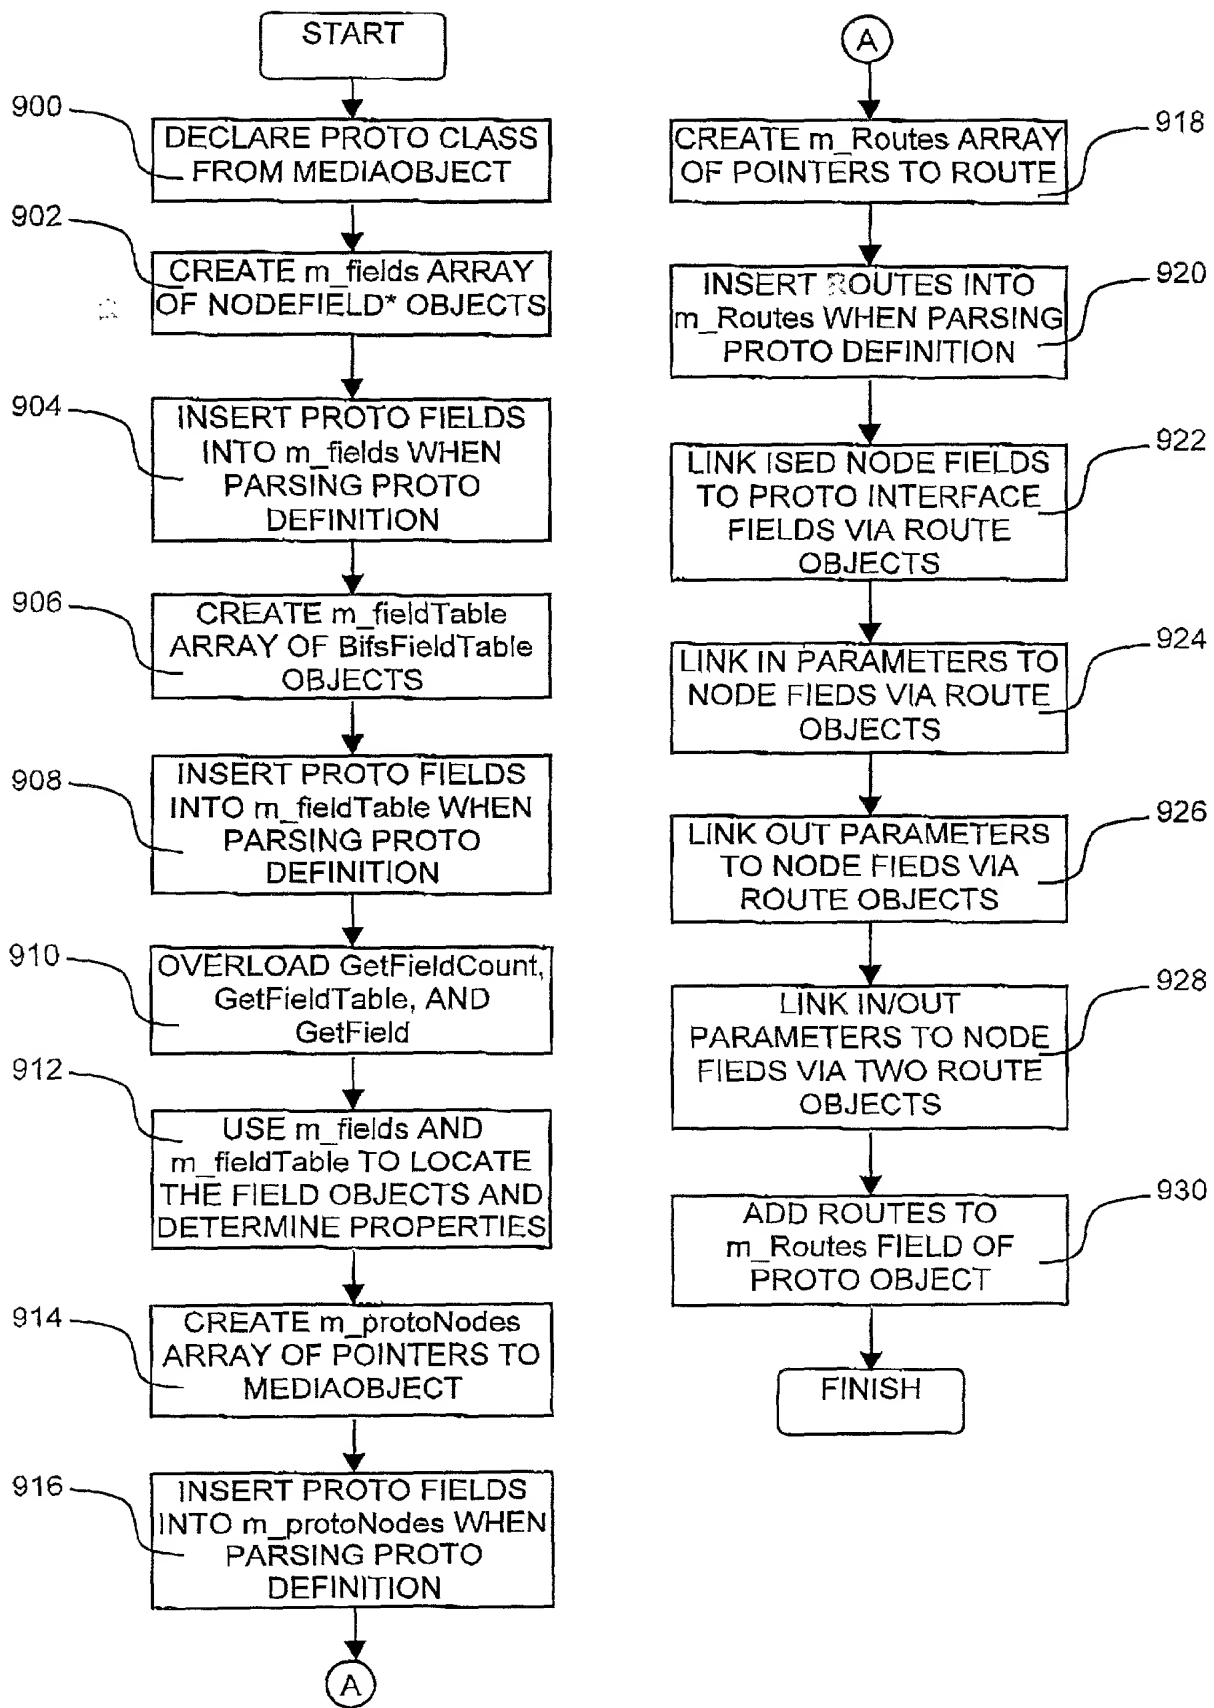 START
900
DECLARE PROTO CLASS
FROM MEDIAOBJECT
902
CREATE m_fields ARRAY
OF NODEFIELD* OBJECTS
904
INSERT PROTO FIELDS
INTO m_fields WHEN
PARSING PROTO
DEFINITION
906
CREATE m_fieldTable
ARRAY OF BifsFieldTable
OBJECTS
908
INSERT PROTO FIELDS
INTO m_fieldTable WHEN
PARSING PROTO
DEFINITION
910
OVERLOAD GetFieldCount,
GetFieldTable, AND
GetField
912
USE m_fields AND
m_fieldTable TO LOCATE
THE FIELD OBJECTS AND
DETERMINE PROPERTIES
914
CREATE m_protoNodes
ARRAY OF POINTERS TO
MEDIAOBJECT
916
INSERT PROTO FIELDS
INTO m_protoNodes WHEN
PARSING PROTO
DEFINITION
A
A
918
CREATE m_Routes ARRAY
OF POINTERS TO ROUTE
920
INSERT ROUTES INTO
m_Routes WHEN PARSING
PROTO DEFINITION
922
LINK ISED NODE FIELDS
TO PROTO INTERFACE
FIELDS VIA ROUTE
OBJECTS
924
LINK IN PARAMETERS TO
NODE FIEDS VIA ROUTE
OBJECTS
926
LINK OUT PARAMETERS
TO NODE FIEDS VIA
ROUTE OBJECTS
928
LINK IN/OUT
PARAMETERS TO NODE
FIEDS VIA TWO ROUTE
OBJECTS
930
ADD ROUTES TO
m_Routes FIELD OF
PROTO OBJECT
FINISH